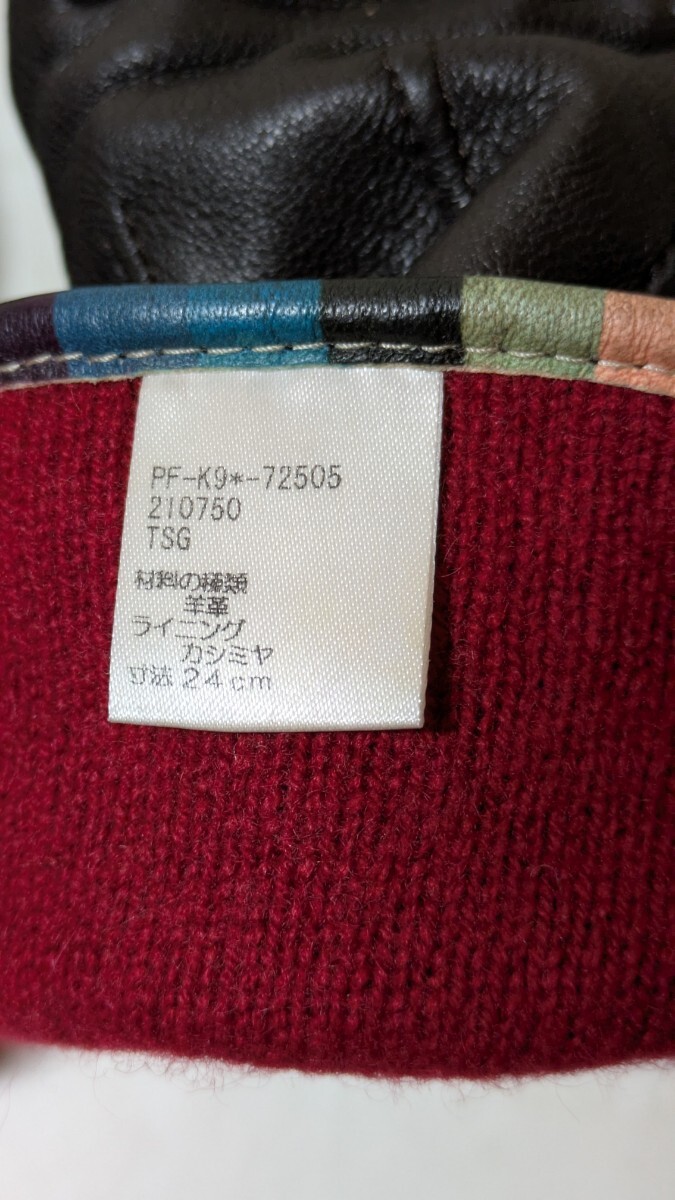 PF-K9*-72505
210750
TSG
材料の種類
羊革
ライニング
カシミヤ
寸法 24cm